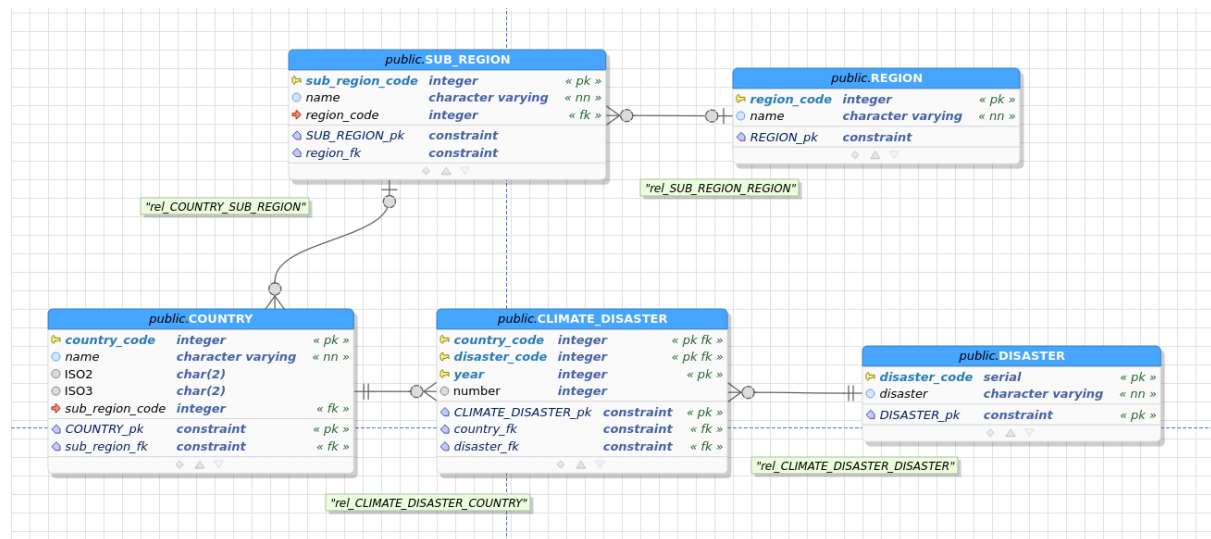 public.SUB_REGION
sub_region_code integer « pk »
name character varying « nn »
region_code integer « fk »
SUB_REGION_pk constraint
region_fk constraint
public.REGION
region_code integer « pk »
name character varying « nn »
REGION_pk constraint
"rel_SUB_REGION_REGION"
"rel_COUNTRY_SUB_REGION"
public.COUNTRY
country_code integer « pk »
name character varying « nn »
ISO2 char(2)
ISO3 char(2)
sub_region_code integer « fk »
COUNTRY_pk constraint « pk »
sub_region_fk constraint « fk »
public.CLIMATE_DISASTER
country_code integer « pk fk »
disaster_code integer « pk fk »
year integer « pk »
number integer
CLIMATE_DISASTER_pk constraint « pk »
country_fk constraint « fk »
disaster_fk constraint « fk »
public.DISASTER
disaster_code serial « pk »
disaster character varying « nn »
DISASTER_pk constraint « pk »
"rel_CLIMATE_DISASTER_DISASTER"
"rel_CLIMATE_DISASTER_COUNTRY"